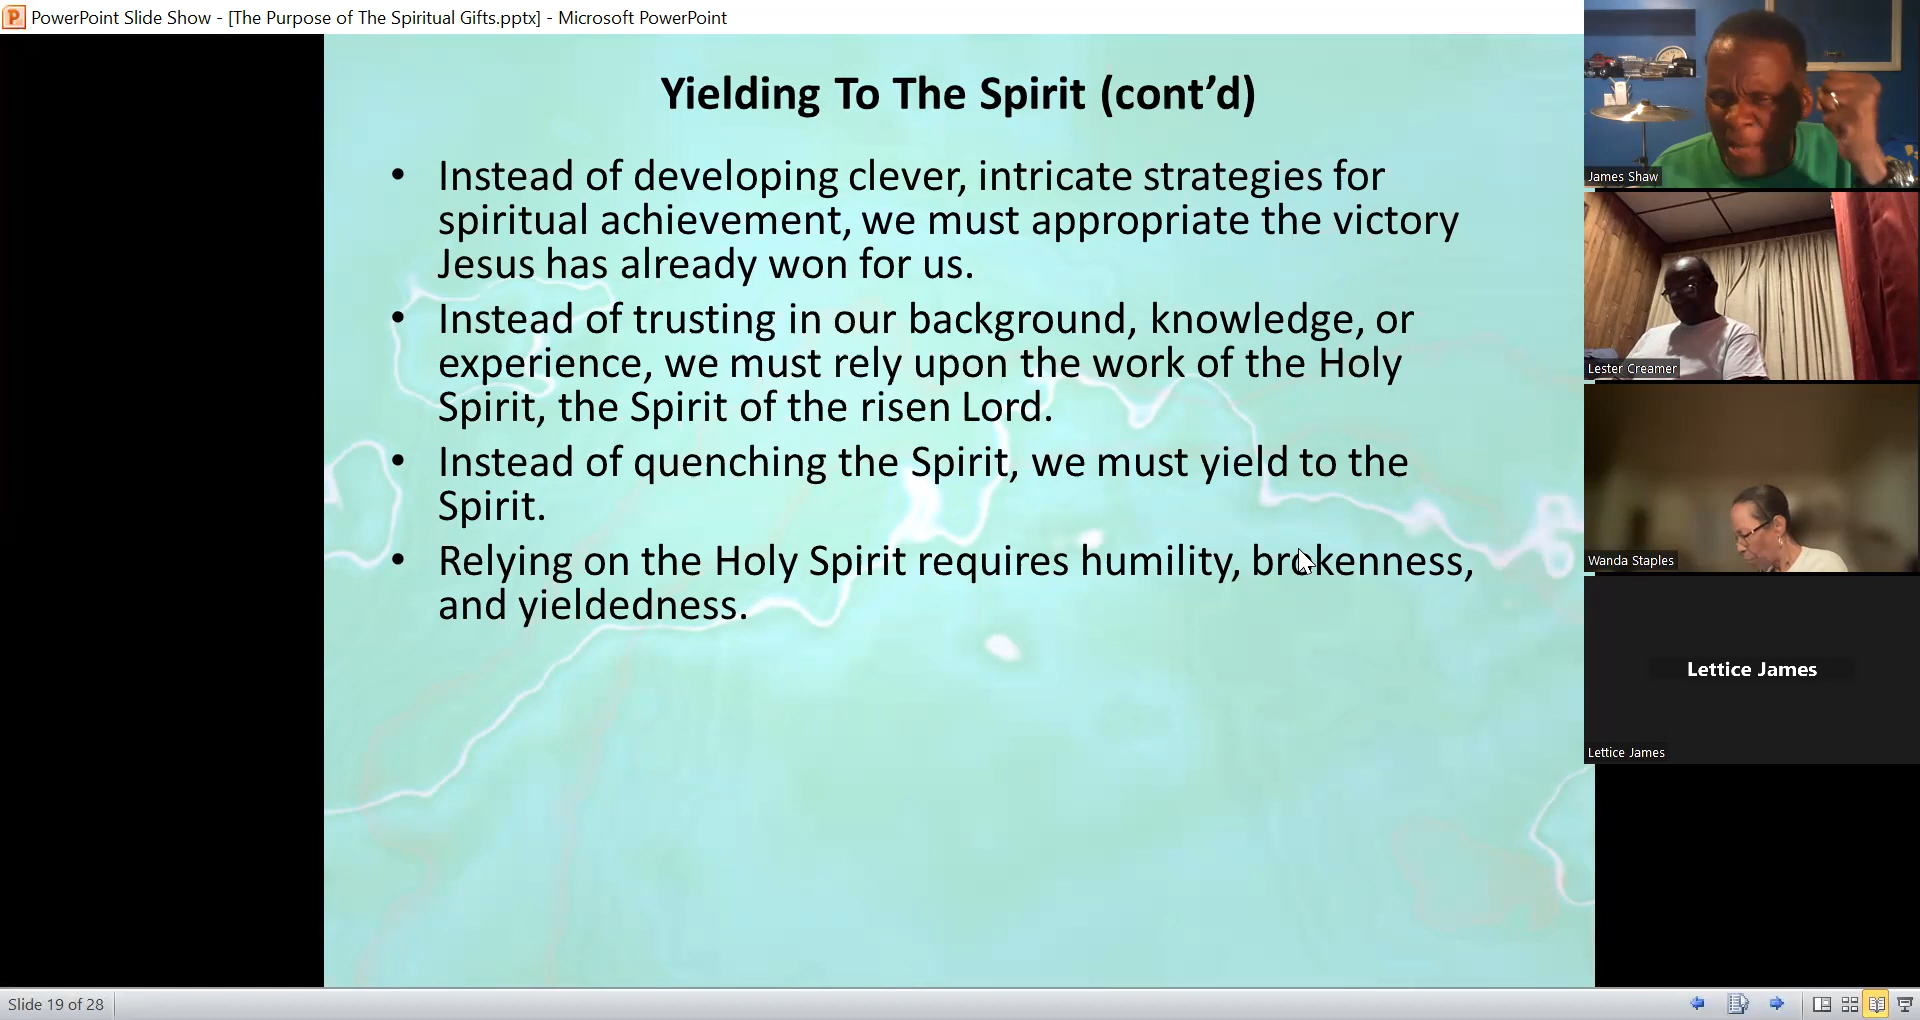 PowerPoint Slide Show - [The Purpose of The Spiritual Gifts.pptx] - Microsoft PowerPoint
Yielding To The Spirit (cont’d)
• Instead of developing clever, intricate strategies for
spiritual achievement, we must appropriate the victory
Jesus has already won for us.
• Instead of trusting in our background, knowledge, or
experience, we must rely upon the work of the Holy
Spirit, the Spirit of the risen Lord.
• Instead of quenching the Spirit, we must yield to the
Spirit.
• Relying on the Holy Spirit requires humility, brokenness,
and yieldedness.
James Shaw
Lester Creamer
Wanda Staples
Lettice James
Lettice James
Slide 19 of 28